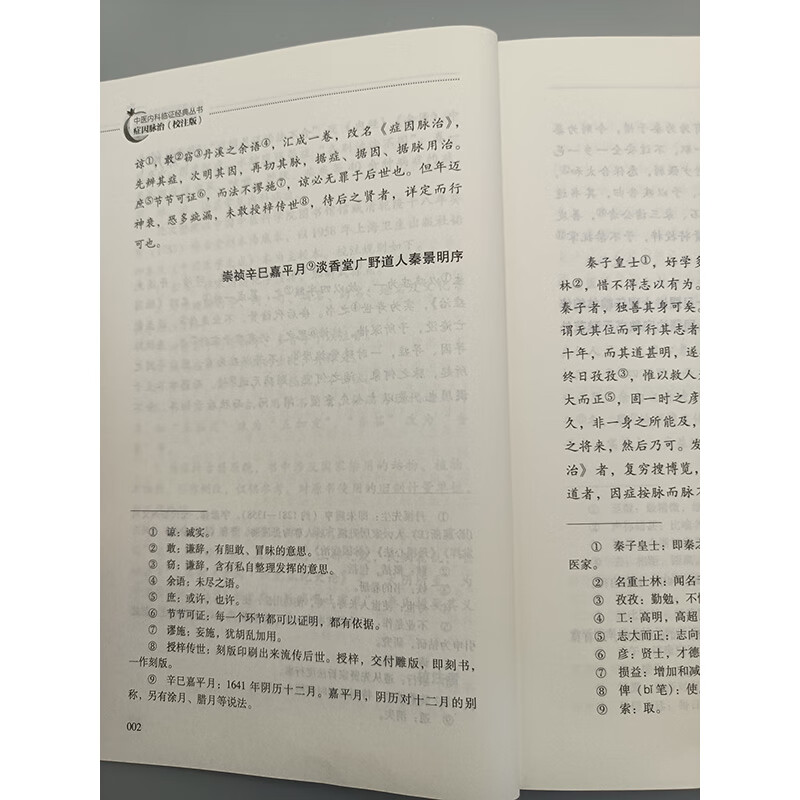 中医内科临证经典丛书
症因脉治（校注版）
谅①，敢②窃③丹溪之余语④，汇成一卷，改名《症因脉治》，
先辨其症，次明其因，再切其脉，据症、据因、据脉用治。
庶⑤节节可证⑥，而法不谬施⑦，谅必无罪于后世也。但年迈
神衰，恐多疏漏，未敢授梓传世⑧，待后之贤者，详定而行
可也。
崇祯辛巳嘉平月⑨淡香堂广野道人秦景明序
① 谅：诚实。
② 敢：谦辞，有胆敢、冒昧的意思。
③ 窃：谦辞，含有私自整理发挥的意思。
④ 余语：未尽之语。
⑤ 庶：或许，也许。
⑥ 节节可证：每一个环节都可以证明，都有依据。
⑦ 谬施：妄施，犹胡乱加用。
⑧ 授梓传世：刻版印刷出来流传后世。授梓，交付雕版，即刻书，
一作刻版。
⑨ 辛巳嘉平月：1641 年阴历十二月。嘉平月，阴历对十二月的别
称，另有涂月、腊月等说法。
002
秦子皇士①，好学多
林②，惜不得志以有为。
秦子者，独善其身可矣。
谓无其位而可行其志者
十年，而其道甚明，遂
终日孜孜③，惟以救人
大而正⑤，固一时之彦
久，非一身之所能及，
之将来，然后乃可。发
治》者，复穷搜博览，
道者，因症按脉而脉不
① 秦子皇士：即秦之
医家。
② 名重士林：闻名于
③ 孜孜：勤勉，不懈
④ 工：高明，高超
⑤ 志大而正：志向
⑥ 彦：贤士，才德
⑦ 损益：增加和减
⑧ 俾（bǐ 笔）：使
⑨ 索：取。